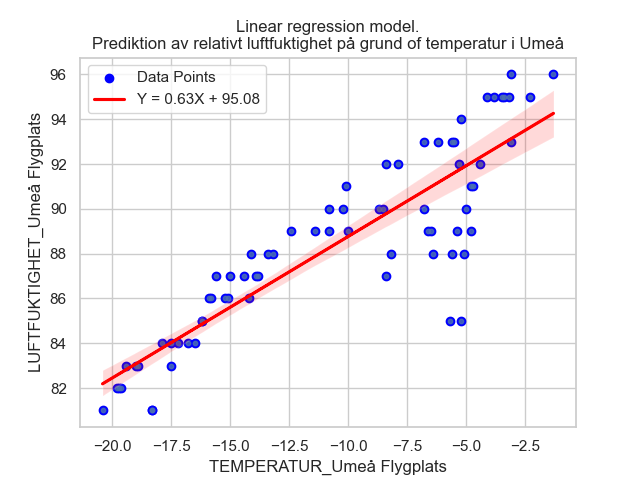 Linear regression model.
Prediktion av relativt luftfuktighet på grund of temperatur i Umeå
Data Points
Y = 0.63X + 95.08
96
94
92
90
88
86
84
82
LUFTFUKTIGHET_Umeå Flygplats
−20.0 −17.5 −15.0 −12.5 −10.0 −7.5 −5.0 −2.5
TEMPERATUR_Umeå Flygplats